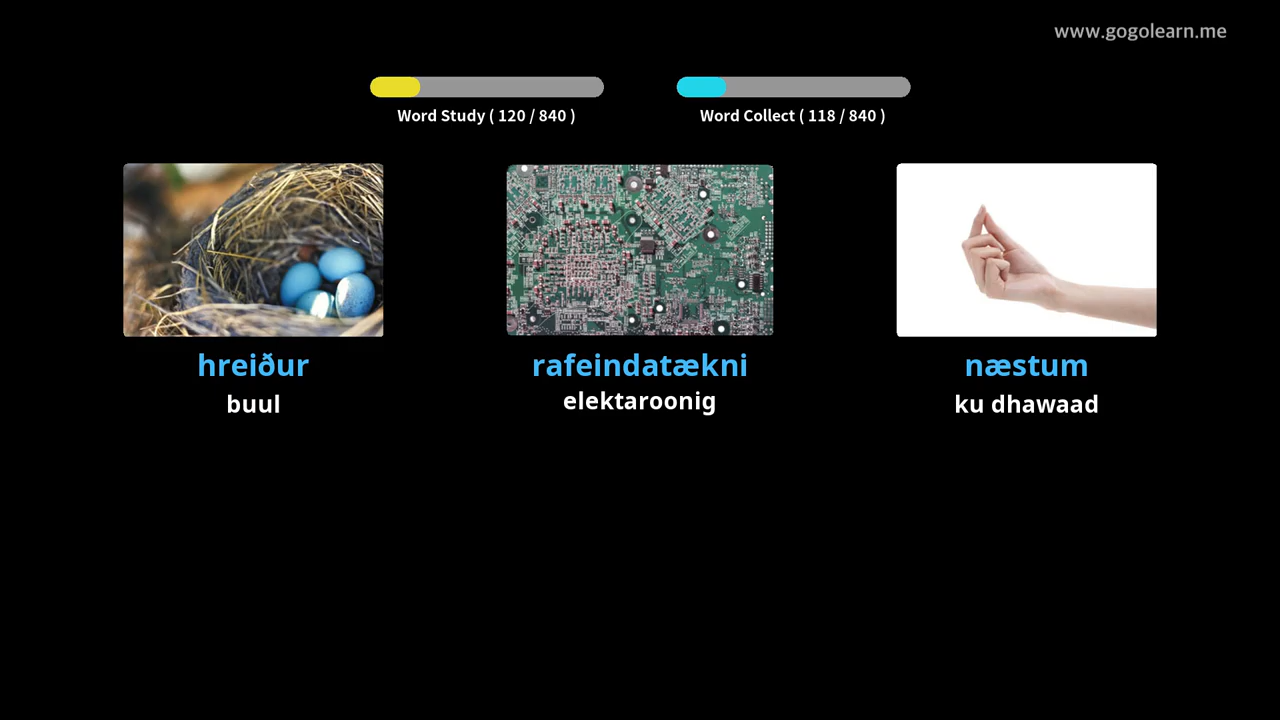 www.gogolearn.me
Word Study ( 120 / 840 )
Word Collect ( 118 / 840 )
hreiður
buul
rafeindatækni
elektaroonig
næstum
ku dhawaad